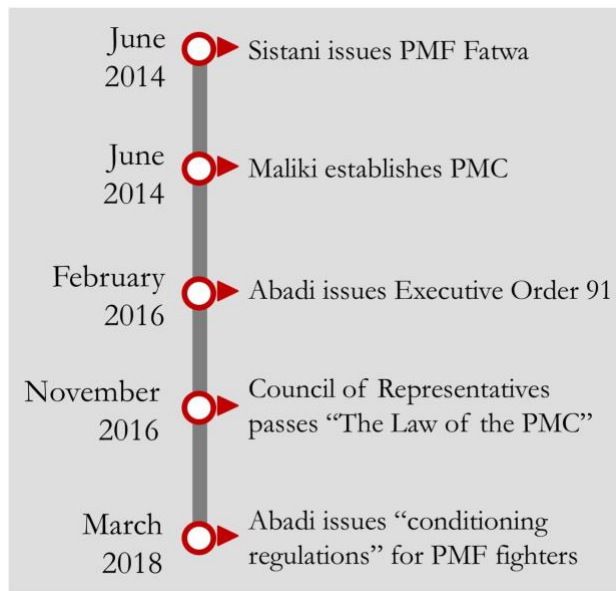 June
2014
Sistani issues PMF Fatwa
June
2014
Maliki establishes PMC
February
2016
Abadi issues Executive Order 91
November
2016
Council of Representatives
passes “The Law of the PMC”
March
2018
Abadi issues “conditioning
regulations” for PMF fighters